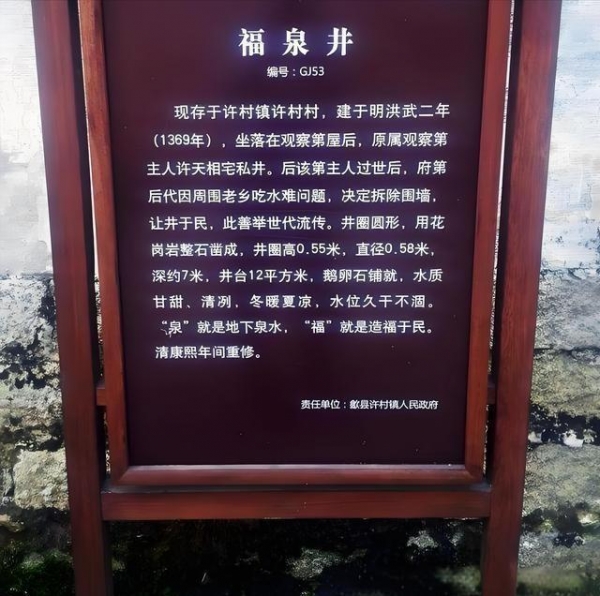 福泉井
编号：GJ53
现存于许村镇许村村，建于明洪武二年
（1369年），坐落在观察第屋后，原属观察第
主人许天相宅私井。后该第主人过世后，府第
后代因周围老乡吃水难问题，决定拆除围墙，
让井于民，此善举世代流传。井圈圆形，用花
岗岩整石凿成，井圈高0.55米，直径0.58米，
深约7米，井台12平方米，鹅卵石铺就，水质
甘甜、清冽，冬暖夏凉，水位久干不涸。
“泉”就是地下泉水，“福”就是造福于民。
清康熙年间重修。
责任单位：歙县许村镇人民政府